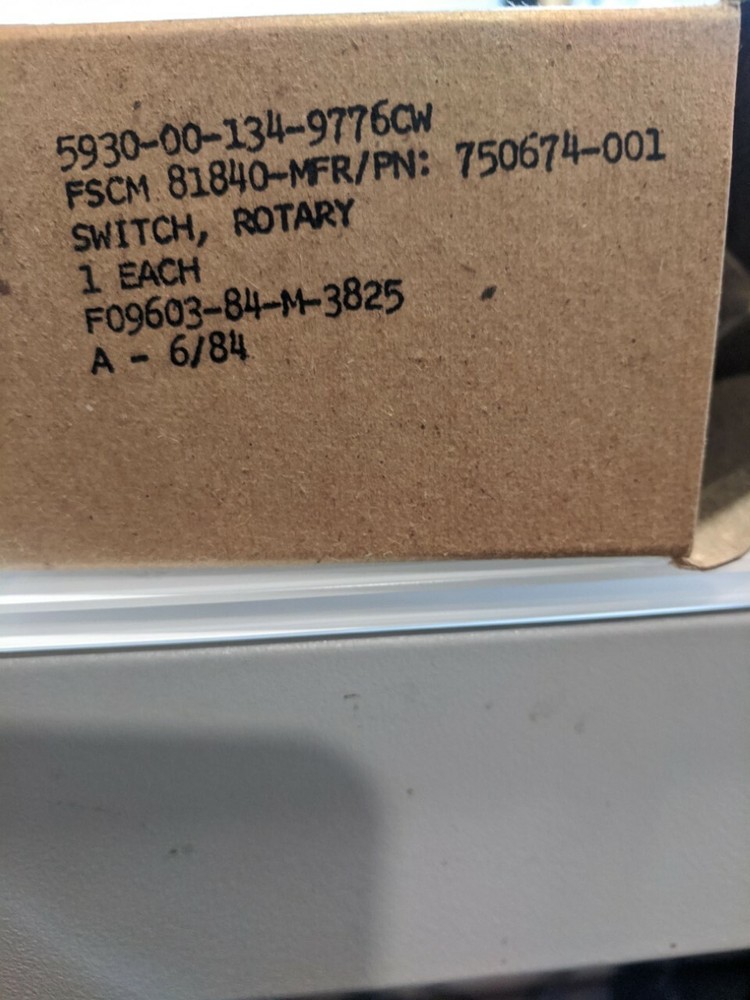 5930-00-134-9776CW
FSCM 81840-MFR/PN: 750674-001
SWITCH, ROTARY
1 EACH
F09603-84-M-3825
A - 6/84